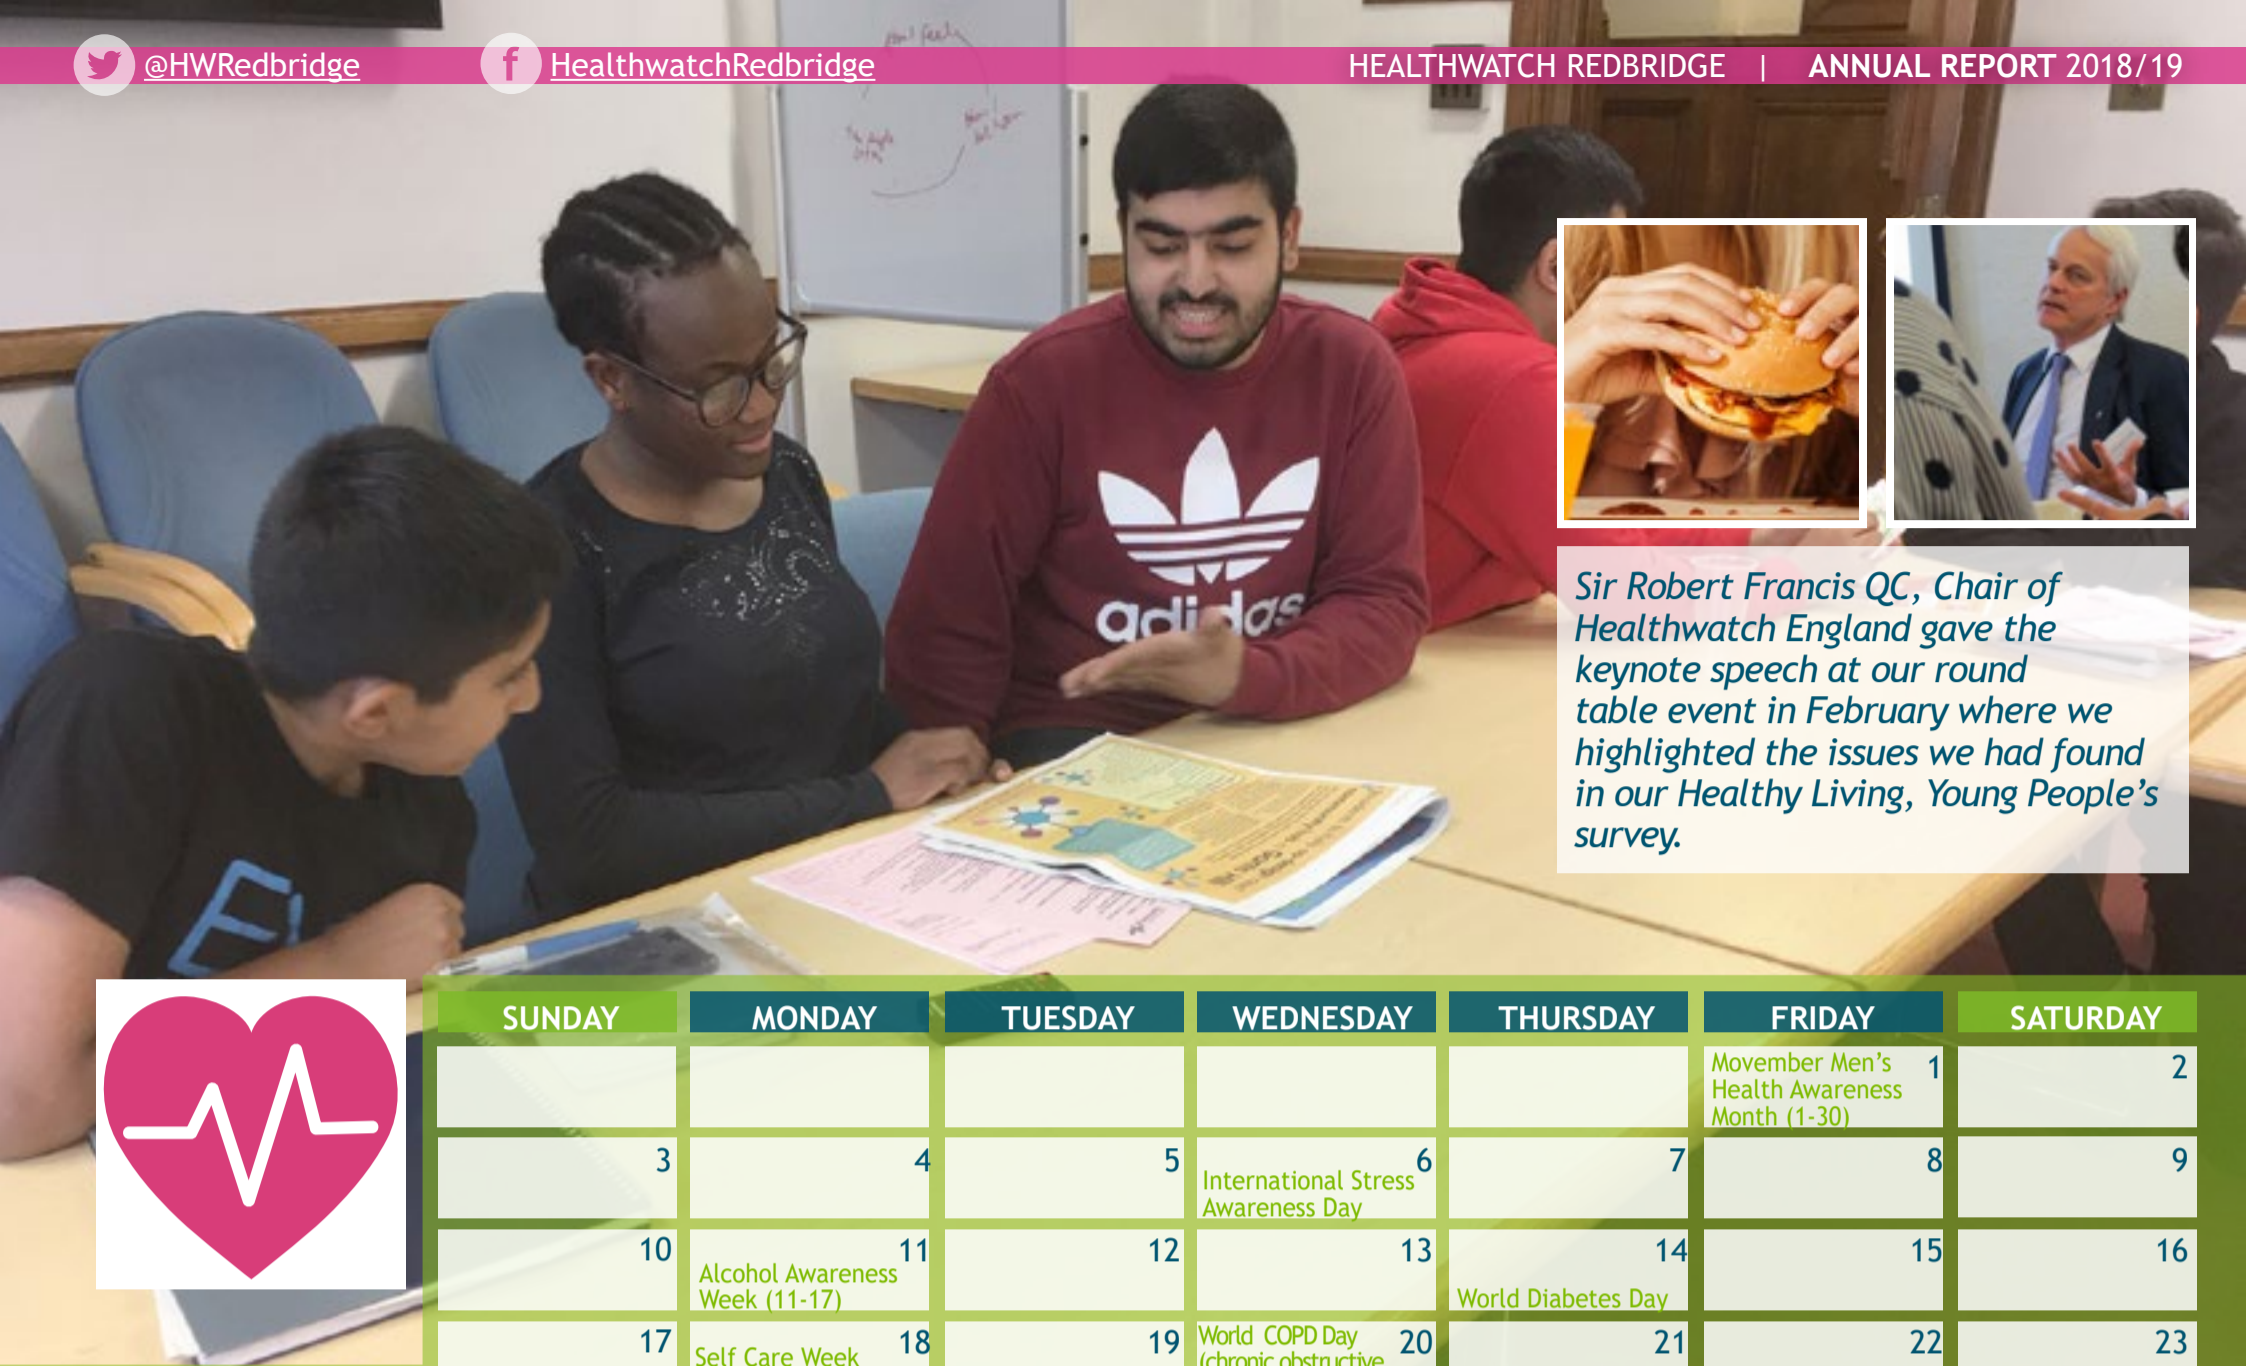 @HWRedbridge
HealthwatchRedbridge
HEALTHWATCH REDBRIDGE | ANNUAL REPORT 2018/19
adidas
Sir Robert Francis QC, Chair of
Healthwatch England gave the
keynote speech at our round
table event in February where we
highlighted the issues we had found
in our Healthy Living, Young People’s
survey.
SUNDAY MONDAY TUESDAY WEDNESDAY THURSDAY FRIDAY SATURDAY
Movember Men’s 1 2
Health Awareness
Month (1-30)
3 4 5 6 7 8 9
International Stress
Awareness Day
10 11 12 13 14 15 16
Alcohol Awareness
Week (11-17)
World Diabetes Day
17 18 19 World COPD Day 20 21 22 23
Self Care Week
(chronic obstructive